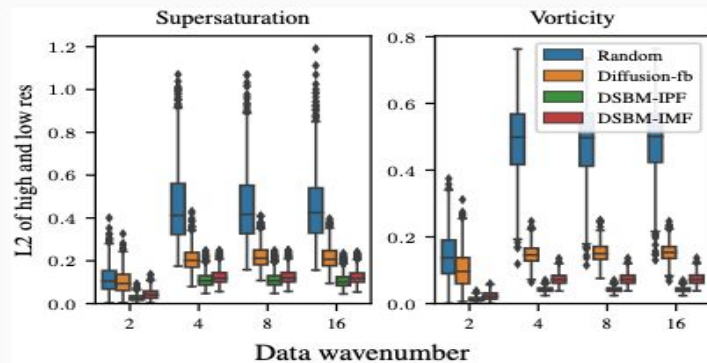 Supersaturation
Vorticity
L2 of high and low res
1.2
1.0
0.8
0.6
0.4
0.2
0.0
2
4
8
16
0.8
0.6
0.4
0.2
0.0
Random
Diffusion-fb
DSBM-IPF
DSBM-IMF
2
4
8
16
Data wavenumber